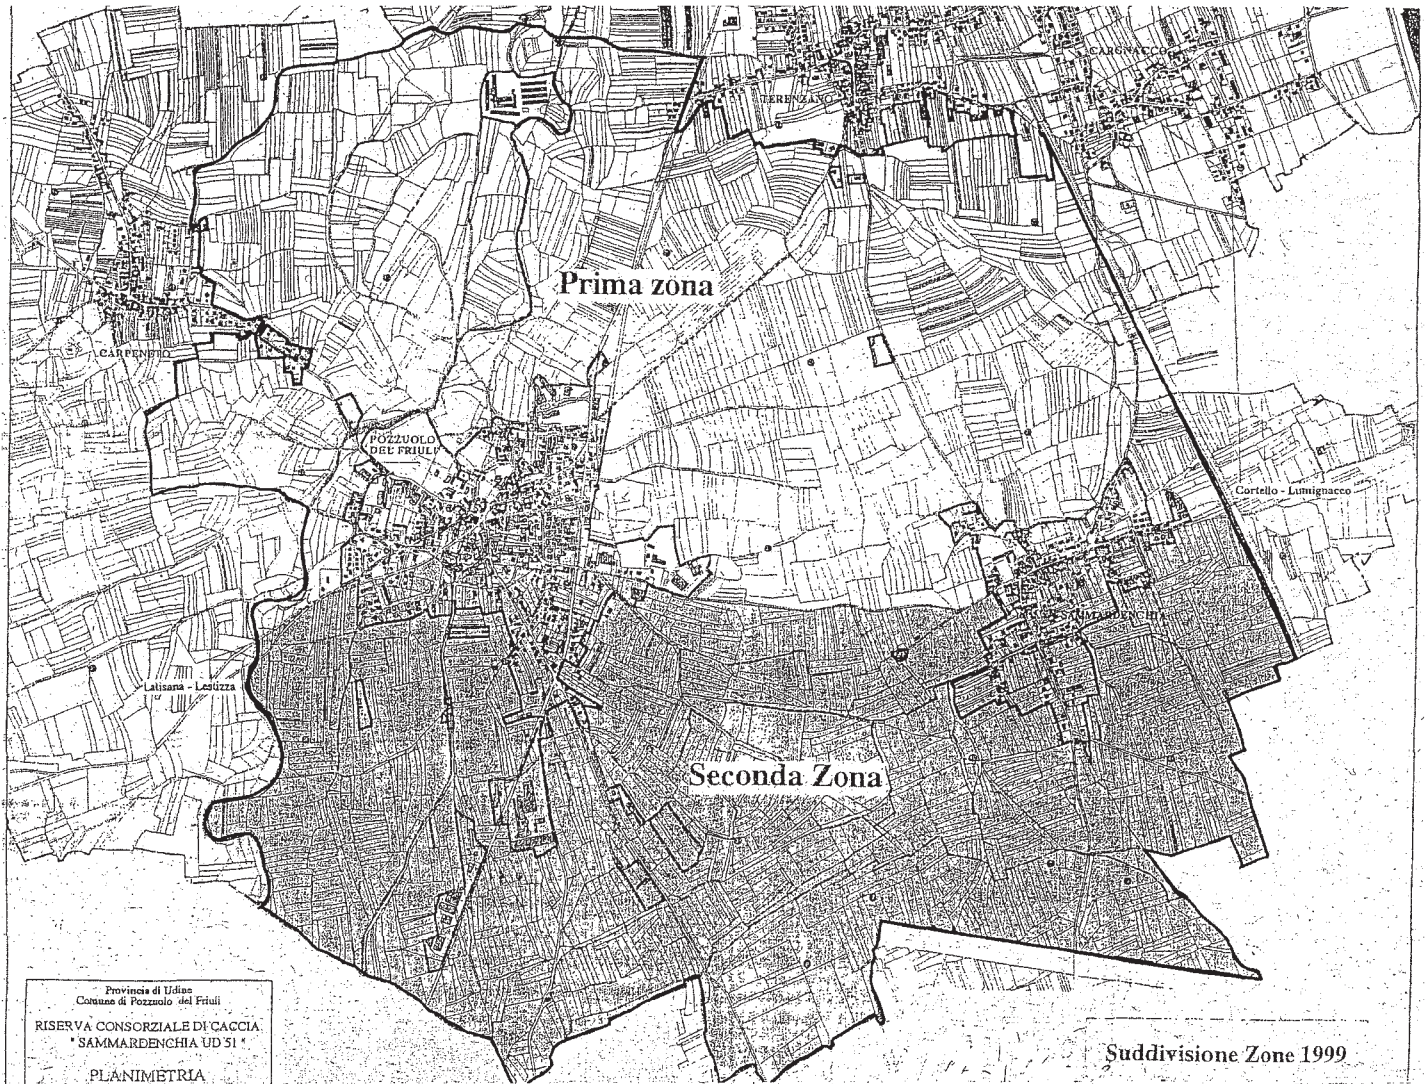 CARGNACCO
TERENZANO
Prima zona
CARPENETO
POZZUOLO
DEL FRIULI
Cortello - Lumignacco
Latisana - Lestizza
Seconda Zona
Provincia di Udine
Comune di Pozzuolo del Friuli
RISERVA CONSORZIALE DI CACCIA
" SAMMARDENCHIA UD 51 "
PLANIMETRIA
Suddivisione Zone 1999